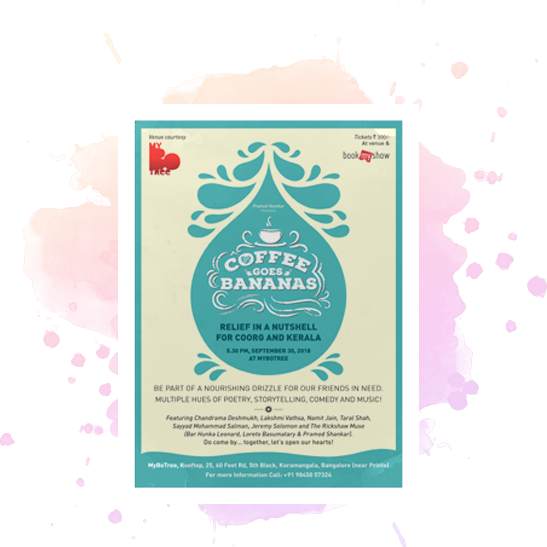 Venue courtesy
MY
BO
TREE
Tickets ₹ 300/-
At venue &
bookmyshow
Pramod Shankar
PRESENTS
COFFEE
GOES
BANANAS
RELIEF IN A NUTSHELL
FOR COORG AND KERALA
5.30 PM, SEPTEMBER 30, 2018
AT MYBOTREE
BE PART OF A NOURISHING DRIZZLE FOR OUR FRIENDS IN NEED.
MULTIPLE HUES OF POETRY, STORYTELLING, COMEDY AND MUSIC!
Featuring Chandrama Deshmukh, Lakshmi Vathsa, Namit Jain, Taral Shah,
Sayyad Mohammad Salman, Jeremy Solomon and The Rickshaw Muse
(Bar Hunka Leonard, Loreto Basumatary & Pramod Shankar).
Do come by... together, let's open our hearts!
MyBoTree, Rooftop, 25, 60 Feet Rd, 5th Block, Koramangala, Bangalore (near Printo)
For more Information Call: +91 98450 57324